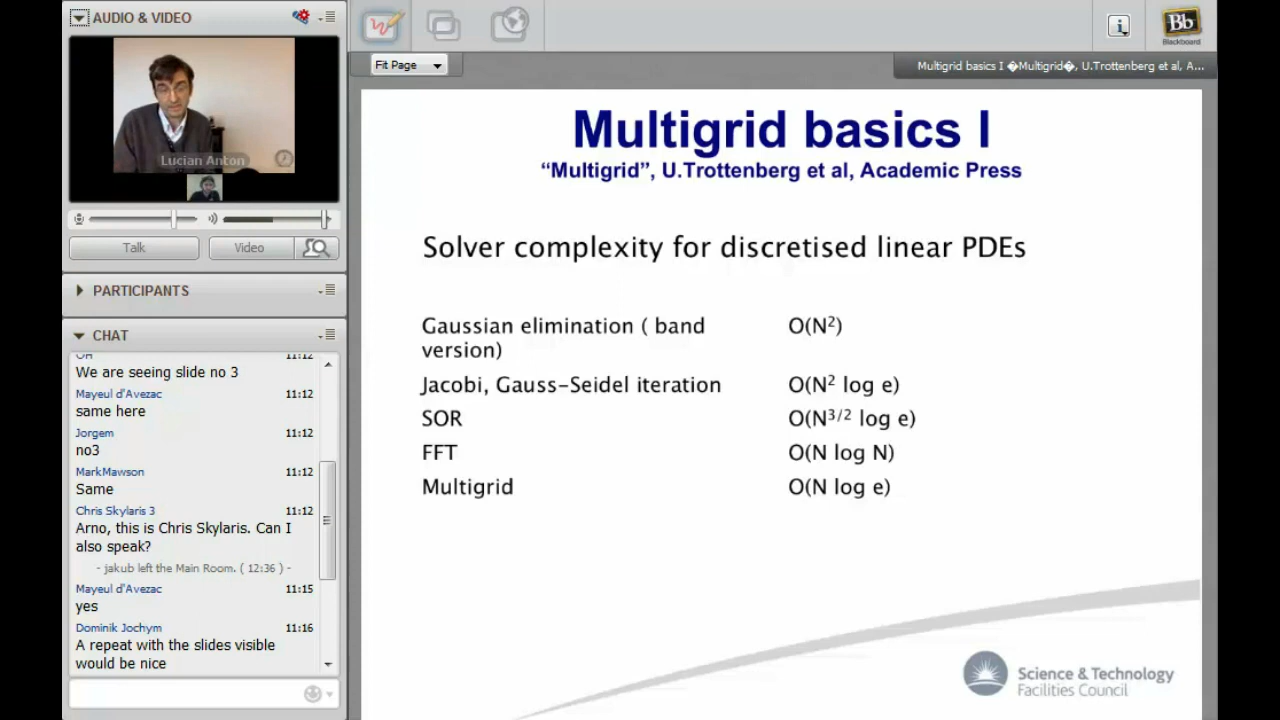 AUDIO & VIDEO
Lucian Anton
Talk
Video
PARTICIPANTS
CHAT
11:12
We are seeing slide no 3
Mayeul d'Avezac 11:12
same here
Jorgem 11:12
no3
MarkMawson 11:12
Same
Chris Skylaris 3 11:12
Arno, this is Chris Skylaris. Can I
also speak?
- jakub left the Main Room. ( 12:36 ) -
Mayeul d'Avezac 11:15
yes
Dominik Jochym 11:16
A repeat with the slides visible
would be nice
Bb
Blackboard
Fit Page
Multigrid basics I �Multigrid�, U.Trottenberg et al, A...
Multigrid basics I
“Multigrid”, U.Trottenberg et al, Academic Press
Solver complexity for discretised linear PDEs
Gaussian elimination ( band O(N²)
version)
Jacobi, Gauss-Seidel iteration O(N² log e)
SOR O(N³/² log e)
FFT O(N log N)
Multigrid O(N log e)
Science & Technology
Facilities Council